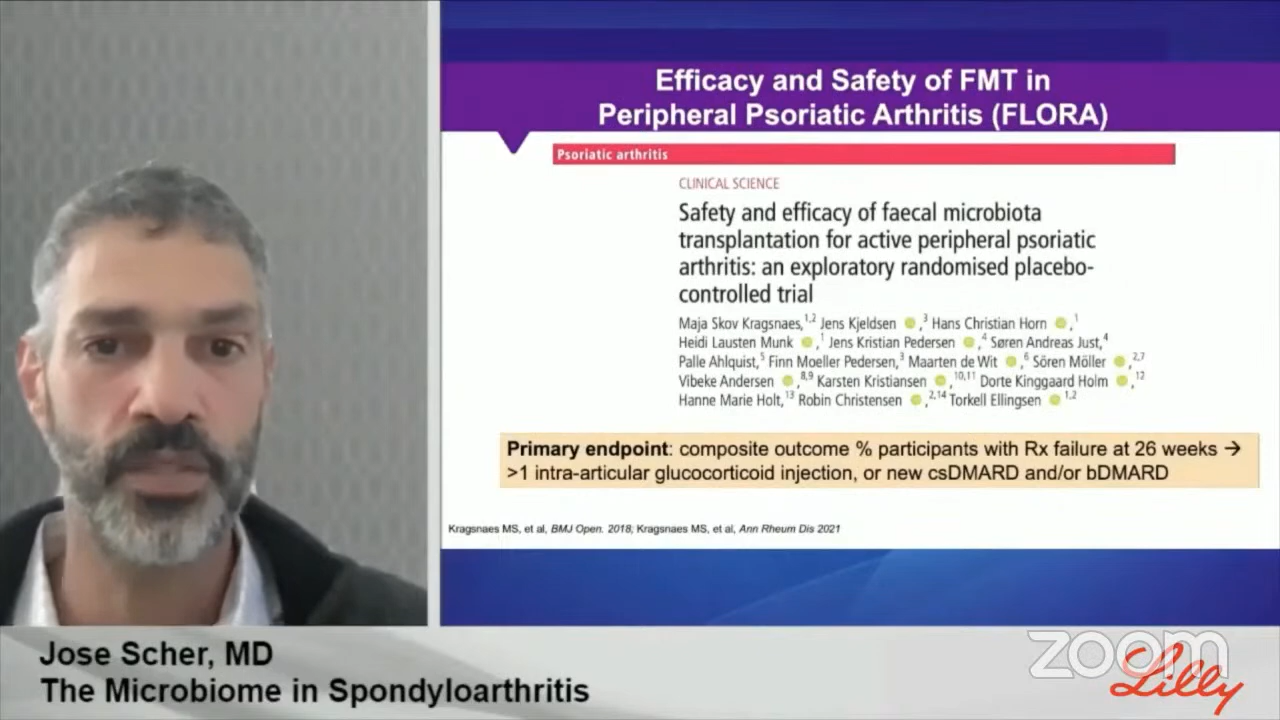 Efficacy and Safety of FMT in
Peripheral Psoriatic Arthritis (FLORA)
Psoriatic arthritis
CLINICAL SCIENCE
Safety and efficacy of faecal microbiota
transplantation for active peripheral psoriatic
arthritis: an exploratory randomised placebo-
controlled trial
Maja Skov Kragsnaes,1,2 Jens Kjeldsen ,3 Hans Christian Horn ,1
Heidi Lausten Munk ,1 Jens Kristian Pedersen ,4 Søren Andreas Just,4
Palle Ahlquist,5 Finn Moeller Pedersen,3 Maarten de Wit ,6 Sören Möller ,2,7
Vibeke Andersen ,8,9 Karsten Kristiansen ,10,11 Dorte Kinggaard Holm ,12
Hanne Marie Holt,13 Robin Christensen ,2,14 Torkell Ellingsen 1,2
Primary endpoint: composite outcome % participants with Rx failure at 26 weeks →
>1 intra-articular glucocorticoid injection, or new csDMARD and/or bDMARD
Kragsnaes MS, et al, BMJ Open. 2018; Kragsnaes MS, et al, Ann Rheum Dis 2021
Jose Scher, MD
The Microbiome in Spondyloarthritis
zoom
Lilly